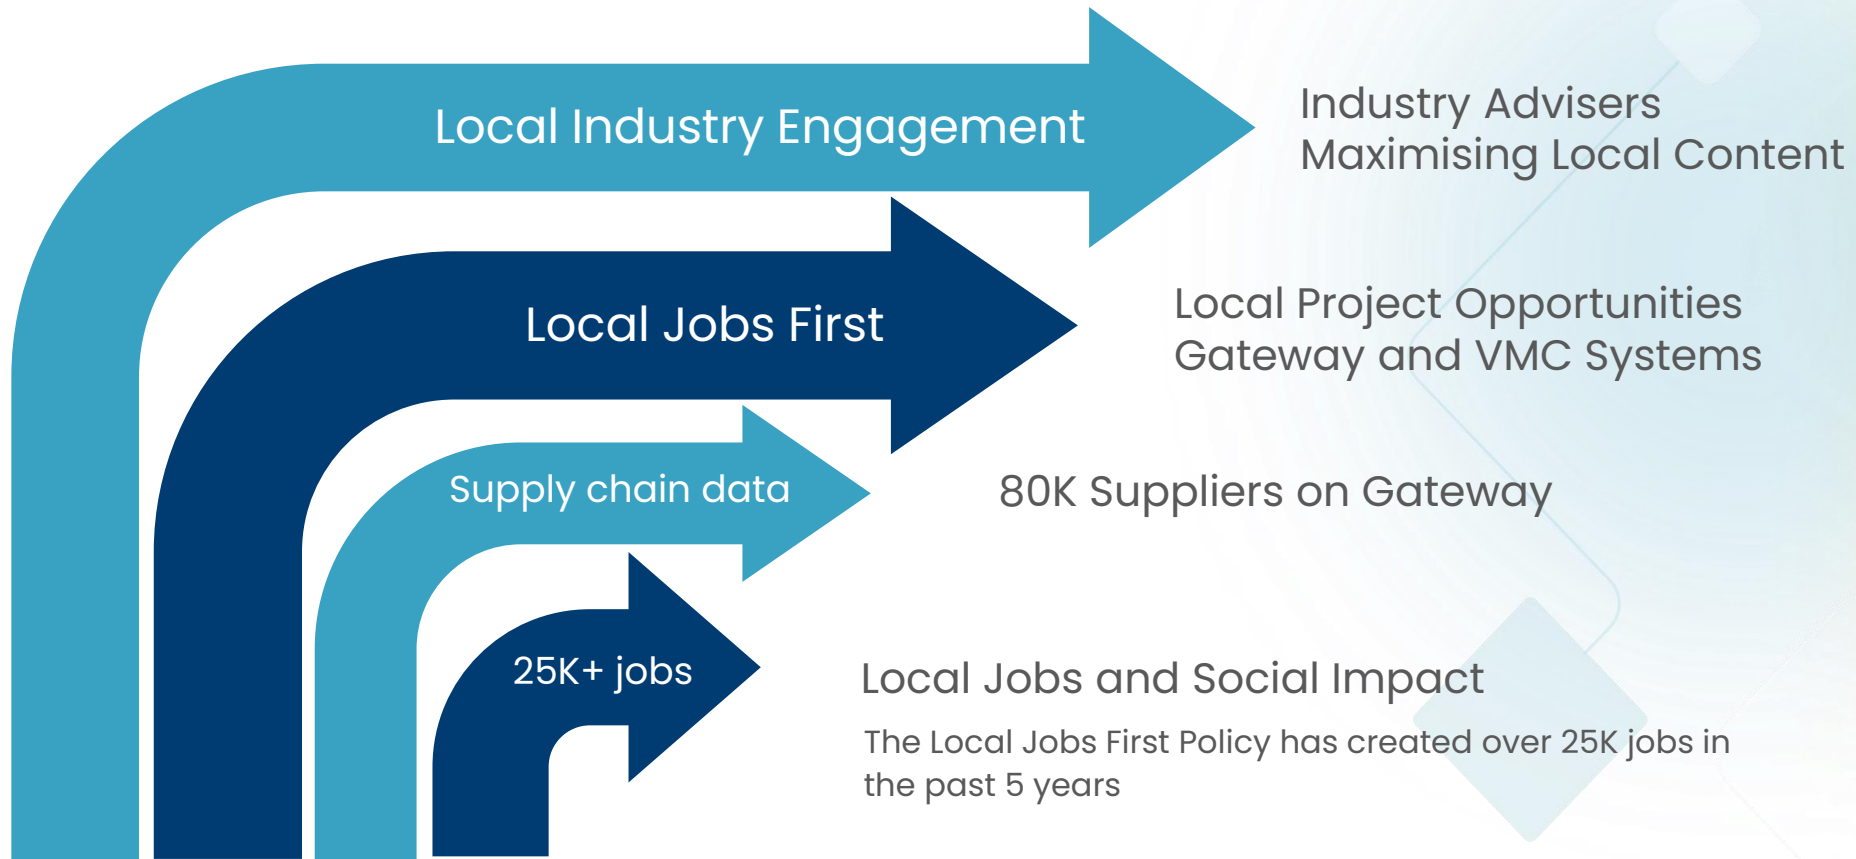 Local Industry Engagement
Industry Advisers
Maximising Local Content
Local Jobs First
Local Project Opportunities
Gateway and VMC Systems
Supply chain data
80K Suppliers on Gateway
25K+ jobs
Local Jobs and Social Impact
The Local Jobs First Policy has created over 25K jobs in
the past 5 years